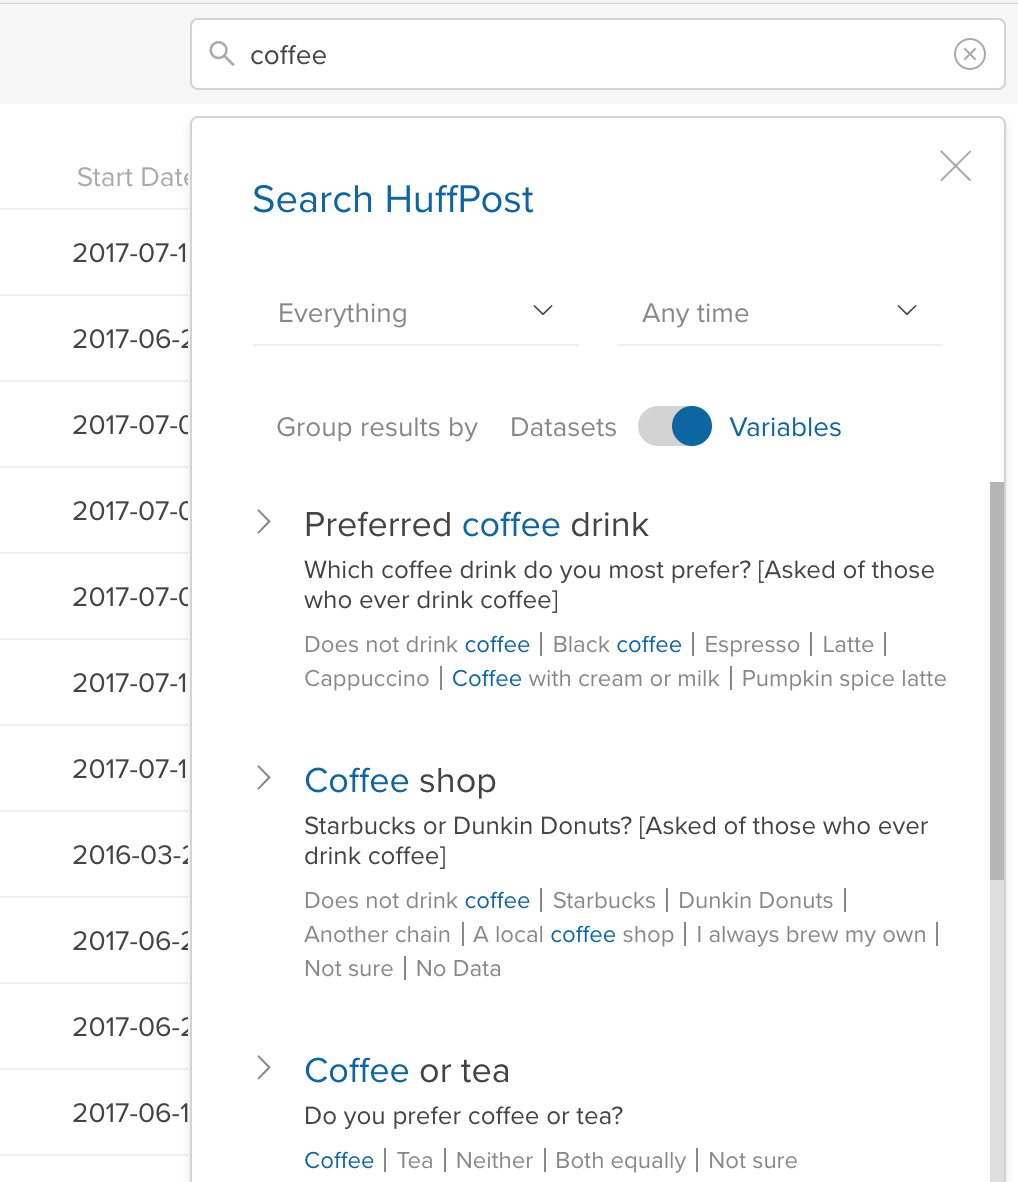 coffee
Start Date
Search HuffPost
2017-07-1
Everything
Any time
2017-06-2
Group results by Datasets Variables
2017-07-0
2017-07-0
Preferred coffee drink
Which coffee drink do you most prefer? [Asked of those
who ever drink coffee]
2017-07-0
Does not drink coffee | Black coffee | Espresso | Latte |
Cappuccino | Coffee with cream or milk | Pumpkin spice latte
2017-07-1
2017-07-1
Coffee shop
Starbucks or Dunkin Donuts? [Asked of those who ever
drink coffee]
2016-03-2
Does not drink coffee | Starbucks | Dunkin Donuts |
Another chain | A local coffee shop | I always brew my own |
Not sure | No Data
2017-06-2
2017-06-2
Coffee or tea
Do you prefer coffee or tea?
2017-06-1
Coffee | Tea | Neither | Both equally | Not sure